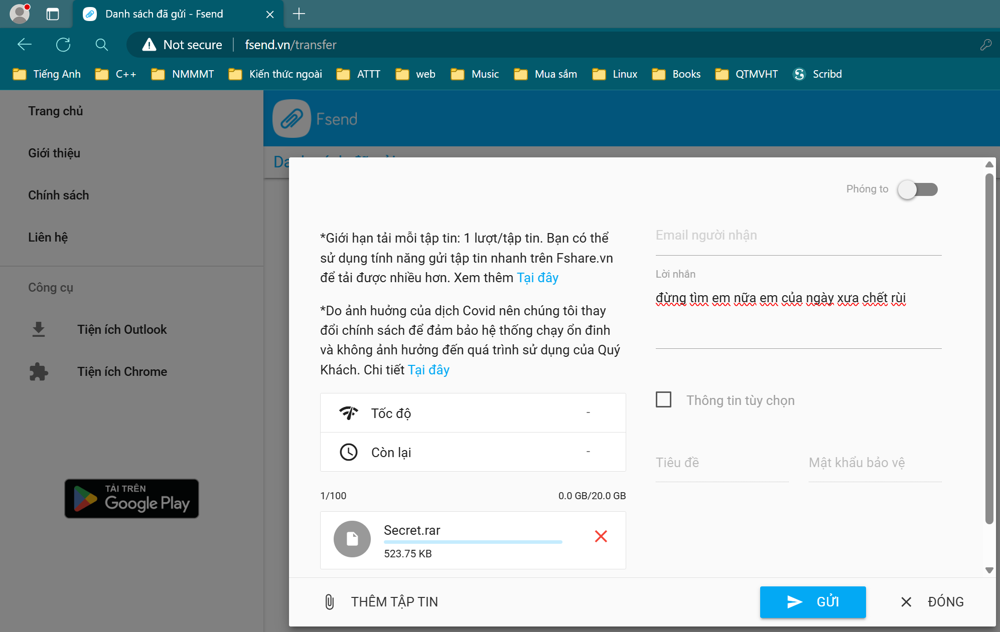 Danh sách đã gửi - Fsend
Not secure
fsend.vn/transfer
Tiếng Anh
C++
NMMMT
Kiến thức ngoài
ATTT
web
Music
Mua sắm
Linux
Books
QTMVHT
Scribd
Trang chủ
Giới thiệu
Chính sách
Liên hệ
Công cụ
Tiện ích Outlook
Tiện ích Chrome
TẢI TRÊN
Google Play
Fsend
Phóng to
*Giới hạn tải mỗi tập tin: 1 lượt/tập tin. Bạn có thể
sử dụng tính năng gửi tập tin nhanh trên Fshare.vn
để tải được nhiều hơn. Xem thêm Tại đây
*Do ảnh huởng của dịch Covid nên chúng tôi thay
đổi chính sách để đảm bảo hệ thống chạy ổn đinh
và không ảnh hưởng đến quá trình sử dụng của Quý
Khách. Chi tiết Tại đây
Tốc độ
-
Còn lại
-
1/100
0.0 GB/20.0 GB
Secret.rar
523.75 KB
Email người nhận
Lời nhắn
đừng tìm em nữa em của ngày xưa chết rùi
Thông tin tùy chọn
Tiêu đề
Mật khẩu bảo vệ
THÊM TẬP TIN
GỬI
ĐÓNG